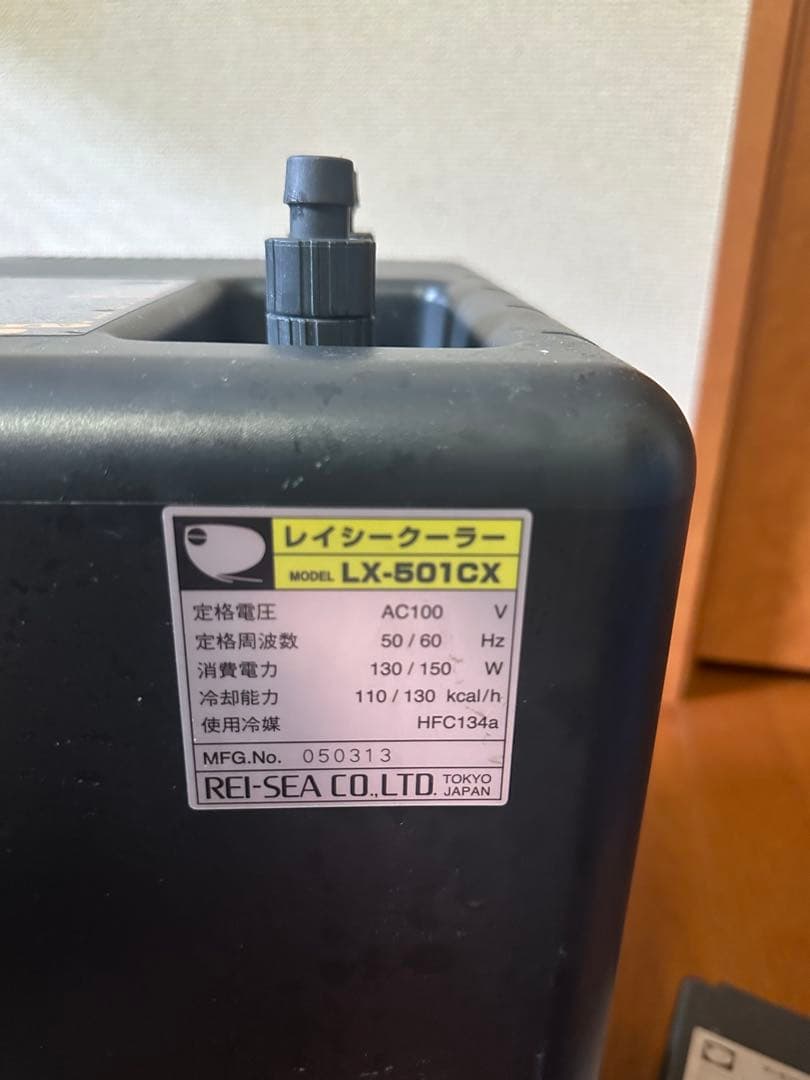 レイシークーラー
MODEL LX-501CX
定格電圧 AC100 V
定格周波数 50 / 60 Hz
消費電力 130 / 150 W
冷却能力 110 / 130 kcal/h
使用冷媒 HFC134a
MFG.No. 050313
REI-SEA CO.,LTD. TOKYO JAPAN